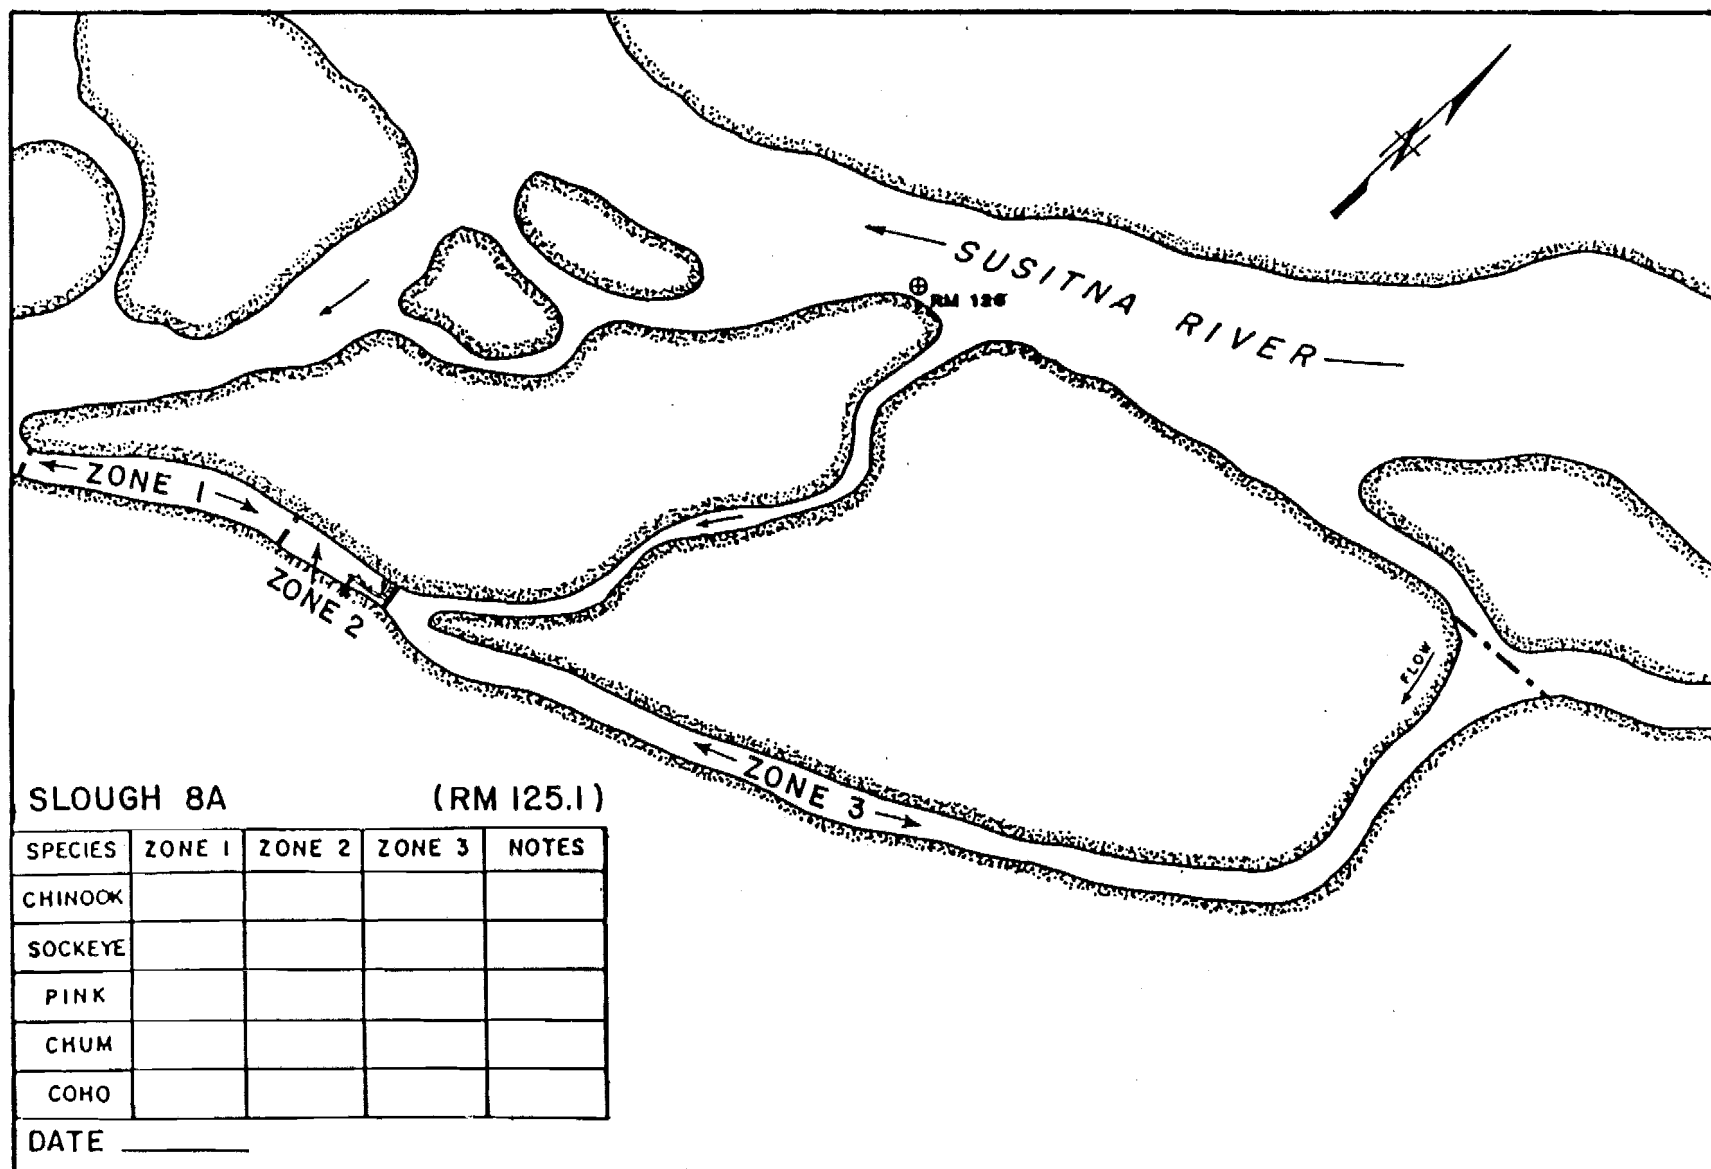 N
SUSITNA RIVER
RM 126
ZONE 1
ZONE 2
FLOW
ZONE 3
SLOUGH 8A (RM 125.1)
SPECIES ZONE 1 ZONE 2 ZONE 3 NOTES
CHINOOK
SOCKEYE
PINK
CHUM
COHO
DATE